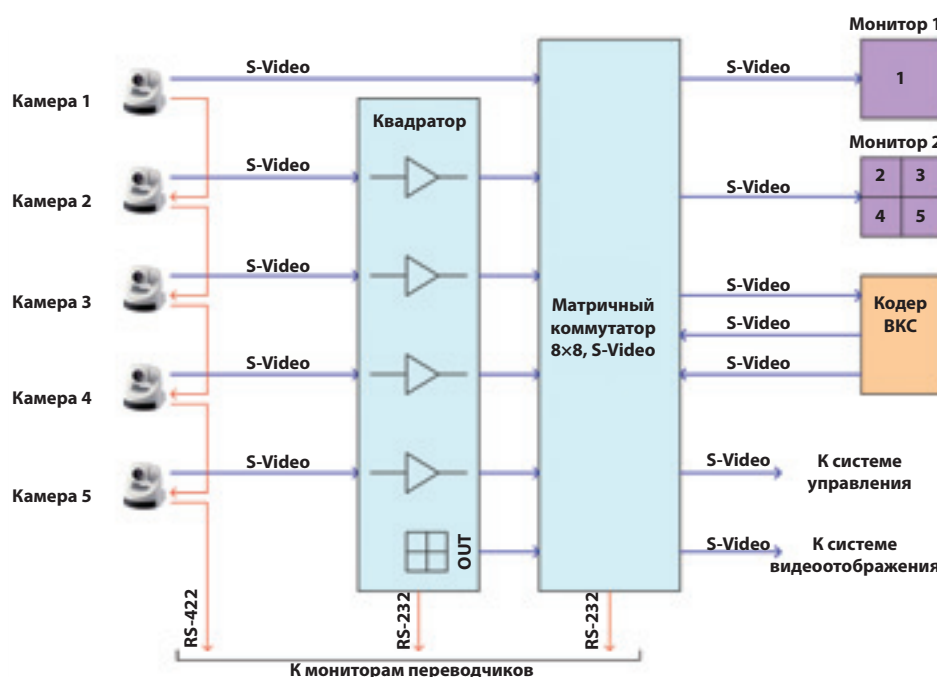 Монитор 1
S-Video
S-Video
1
Камера 1
Квадратор
Монитор 2
S-Video
S-Video
2 3
4 5
Камера 2
S-Video
S-Video
Камера 3
Матричный
коммутатор
8×8, S-Video
Кодер
ВКС
S-Video
S-Video
S-Video
Камера 4
S-Video
S-Video
К системе
управления
Камера 5
OUT
S-Video
К системе
видеоотображения
RS-422
RS-232
RS-232
К мониторам переводчиков